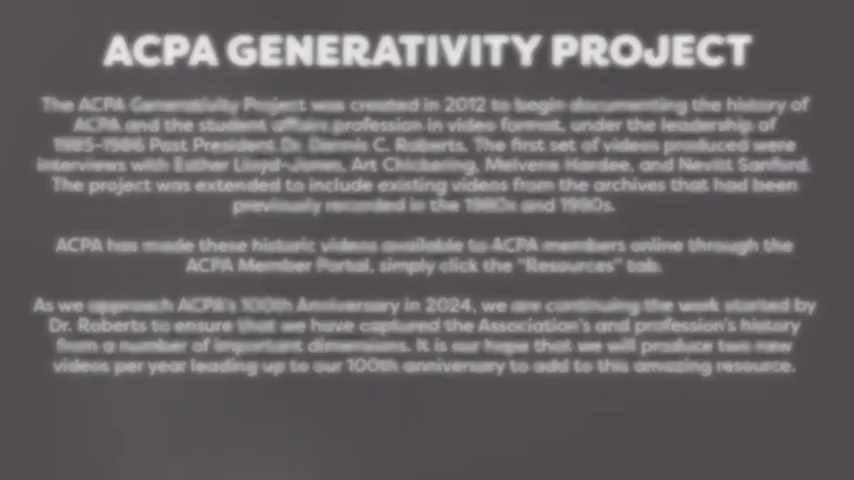 ACPA GENERATIVITY PROJECT
The ACPA Generativity Project was created in 2012 to begin documenting the history of
ACPA and the student affairs profession in video format, under the leadership of
1985-1986 Past President Dr. Dennis C. Roberts. The first set of videos produced were
interviews with Esther Lloyd-Jones, Art Chickering, Melvene Hardee, and Nevitt Sanford.
The project was extended to include existing videos from the archives that had been
previously recorded in the 1980s and 1990s.
ACPA has made these historic videos available to ACPA members online through the
ACPA Member Portal, simply click the "Resources" tab.
As we approach ACPA's 100th Anniversary in 2024, we are continuing the work started by
Dr. Roberts to ensure that we have captured the Association's and profession's history
from a number of important dimensions. It is our hope that we will produce two new
videos per year leading up to our 100th anniversary to add to this amazing resource.